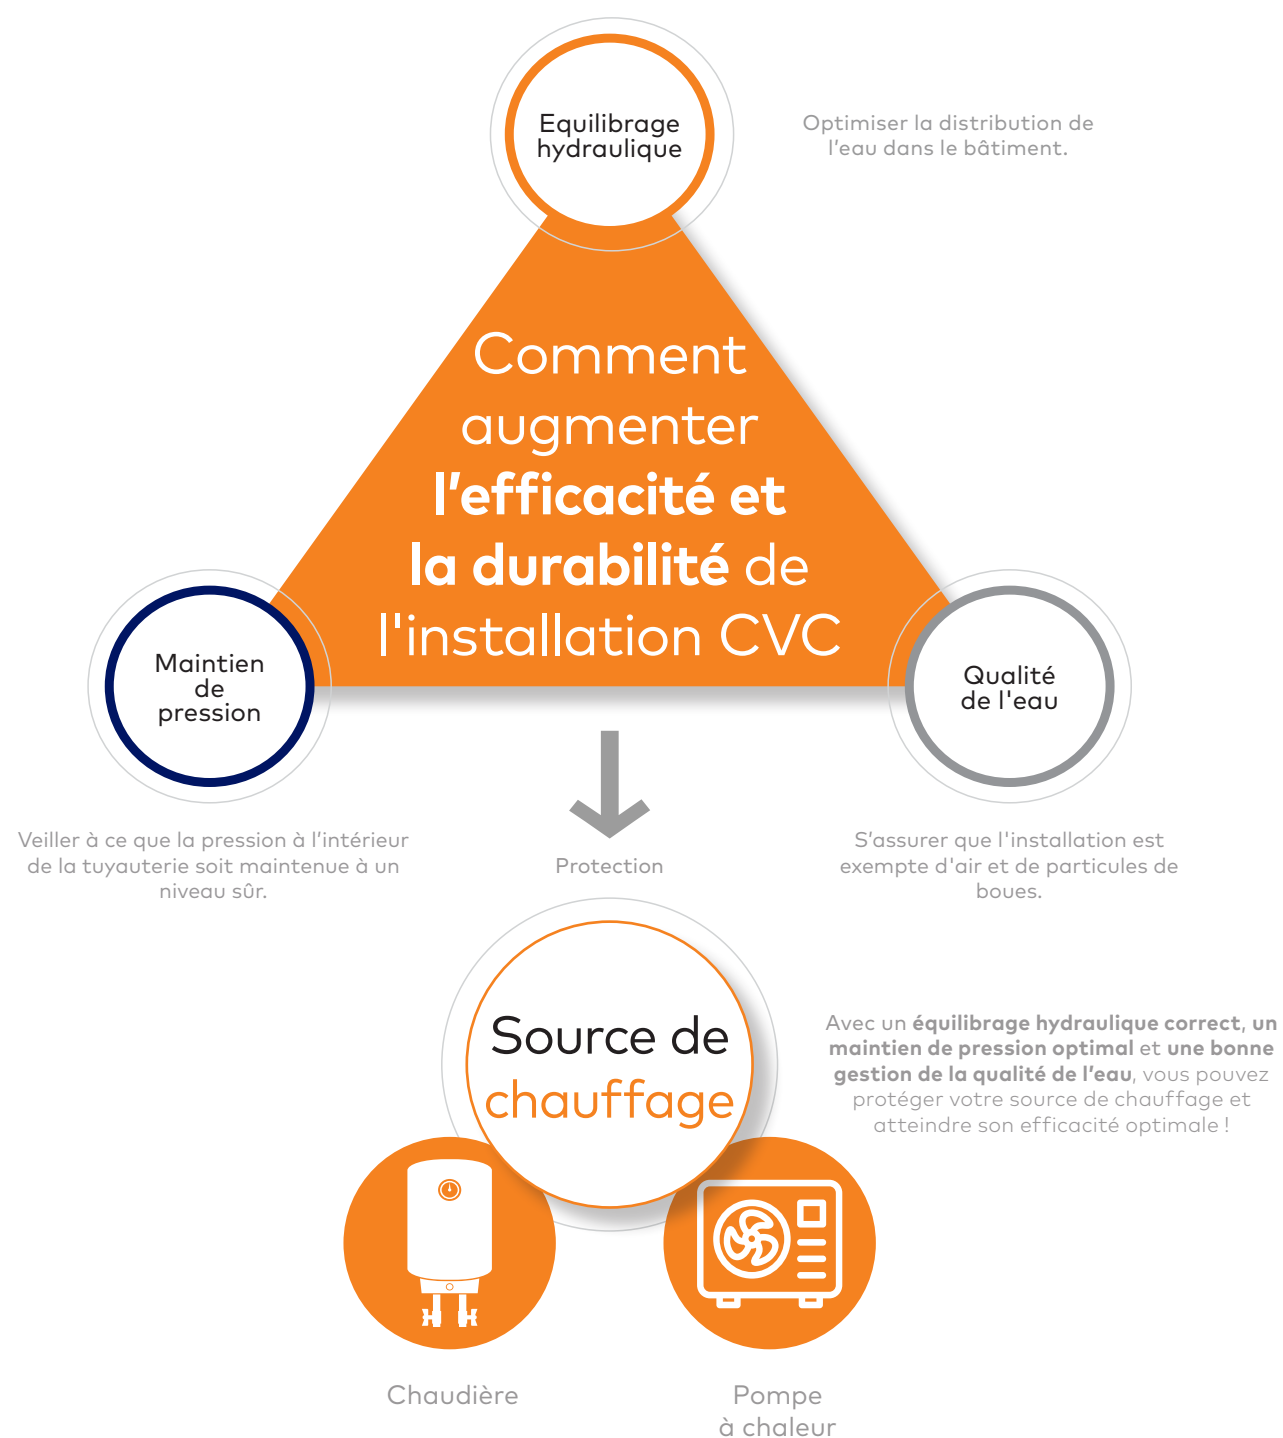 Equilibrage
hydraulique
Optimiser la distribution de
l’eau dans le bâtiment.
Comment
augmenter
l’efficacité et
la durabilité de
l'installation CVC
Maintien
de
pression
Qualité
de l'eau
Veiller à ce que la pression à l’intérieur
de la tuyauterie soit maintenue à un
niveau sûr.
Protection
S’assurer que l'installation est
exempte d'air et de particules de
boues.
Source de
chauffage
Avec un équilibrage hydraulique correct, un
maintien de pression optimal et une bonne
gestion de la qualité de l’eau, vous pouvez
protéger votre source de chauffage et
atteindre son efficacité optimale !
Chaudière
Pompe
à chaleur